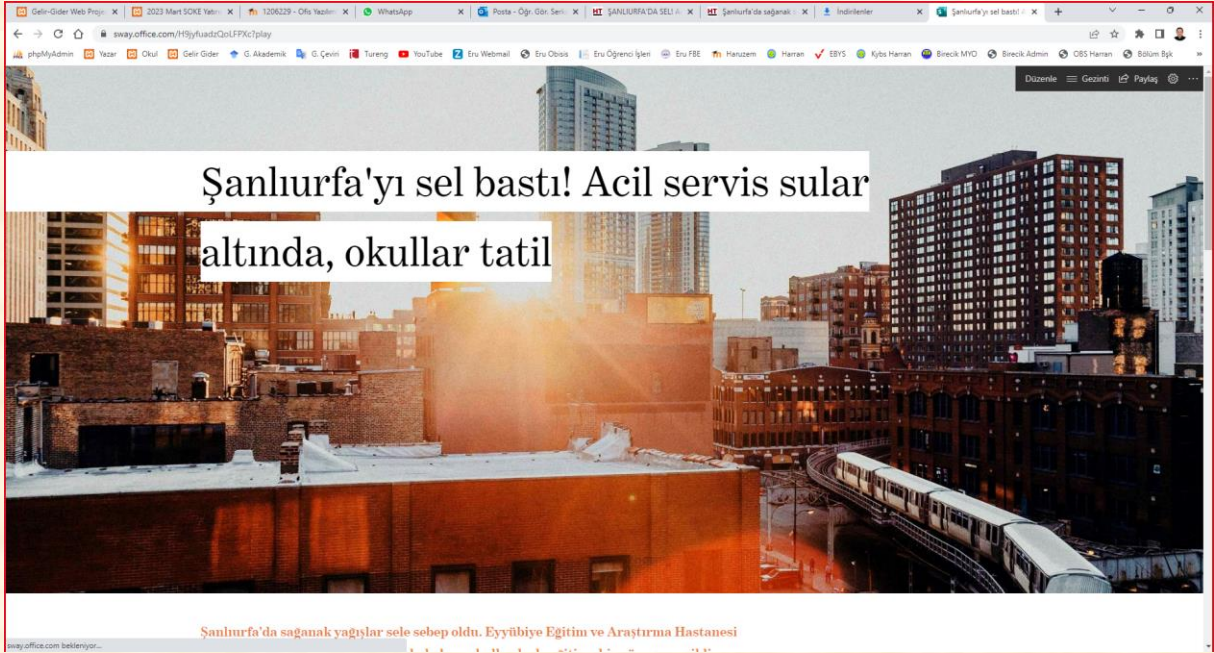 Gelir-Gider Web Proje
2023 Mart SOKE Yatırı
1206229 - Ofis Yazılım
WhatsApp
Posta - Öğr. Gör. Serk
HT ŞANLIURFA'DA SEL! A
HT Şanlıurfa'da sağanak
İndirilenler
Şanlıurfa'yı sel bastı! A
sway.office.com/H9jyfuadzQoLFPXc?play
phpMyAdmin Yazar Okul Gelir Gider G. Akademik G. Çeviri Tureng YouTube Eru Webmail Eru Obisis Eru Öğrenci İşleri Eru FBE Haruzem Harran EBYS Kybs Harran Birecik MYO Birecik Admin OBS Harran Bölüm Bşk
Düzenle Gezinti Paylaş
Şanlıurfa'yı sel bastı! Acil servis sular
altında, okullar tatil
Şanlıurfa'da sağanak yağışlar sele sebep oldu. Eyyübiye Eğitim ve Araştırma Hastanesi
sway.office.com bekleniyor...